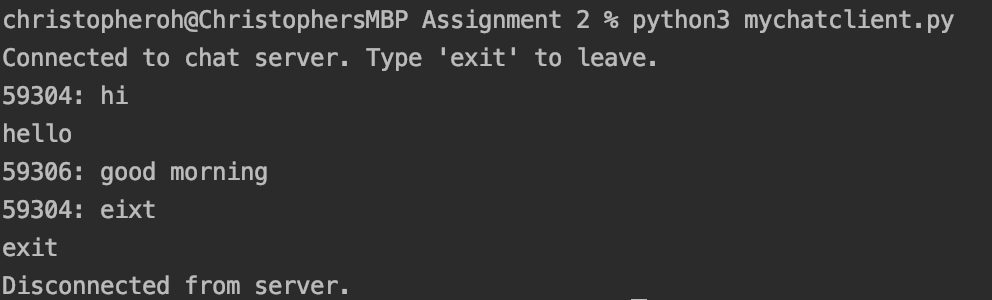 christopheroh@ChristophersMBP Assignment 2 % python3 mychatclient.py
Connected to chat server. Type 'exit' to leave.
59304: hi
hello
59306: good morning
59304: eixt
exit
Disconnected from server.